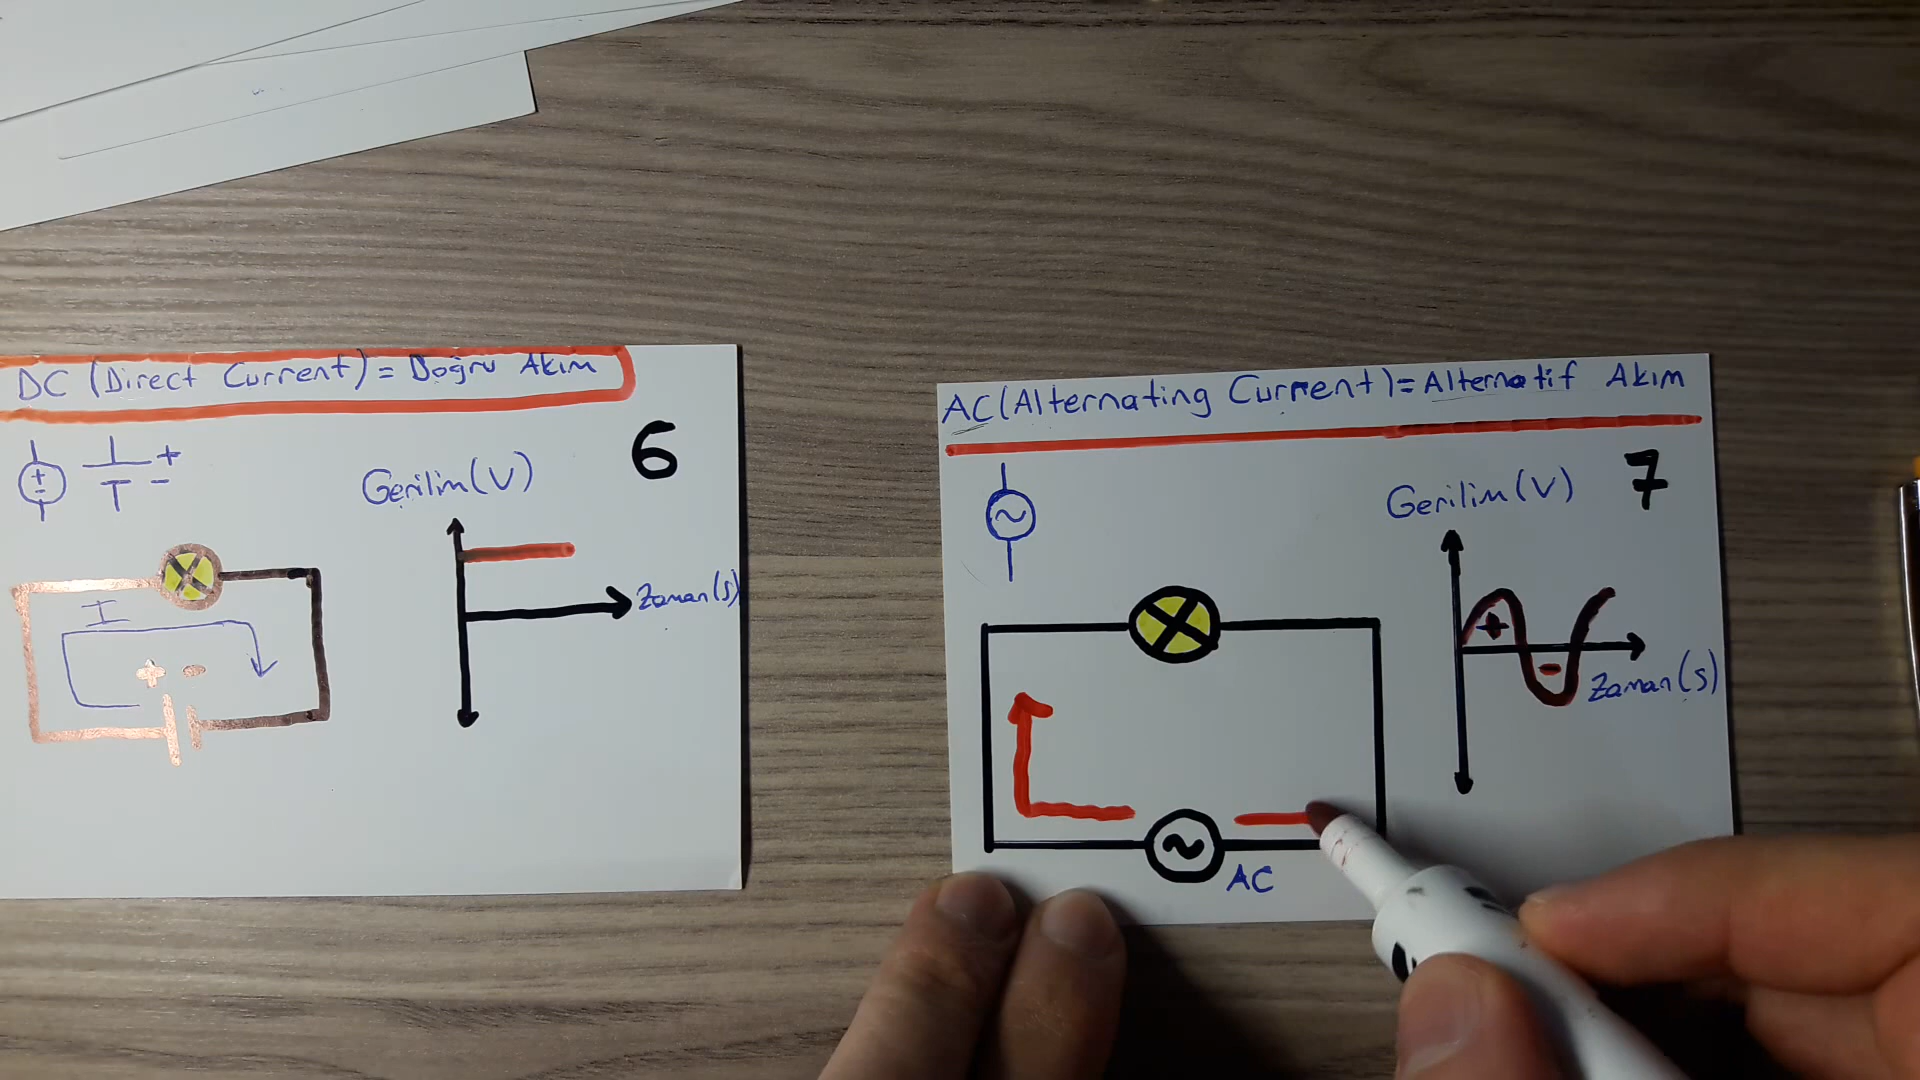 DC (Direct Current) = Doğru Akım
6
+
-
+
-
Gerilim(V)
Zaman(s)
I
+
-
AC(Alternating Current)=Alternatif Akım
7
~
Gerilim(V)
+
-
Zaman(s)
~
AC